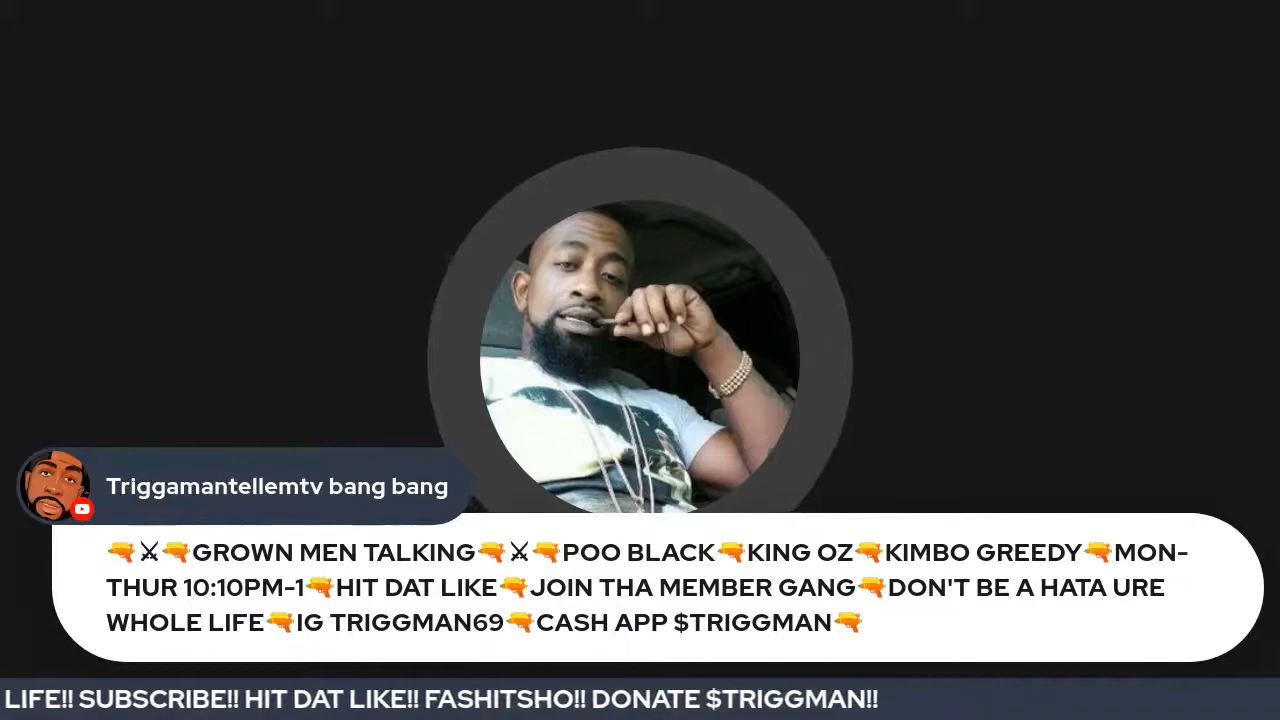 Triggamantellemtv bang bang
🔫⚔🔫GROWN MEN TALKING🔫⚔🔫POO BLACK🔫KING OZ🔫KIMBO GREEDY🔫MON-
THUR 10:10PM-1🔫HIT DAT LIKE🔫JOIN THA MEMBER GANG🔫DON'T BE A HATA URE
WHOLE LIFE🔫IG TRIGGMAN69🔫CASH APP $TRIGGMAN🔫
LIFE!! SUBSCRIBE!! HIT DAT LIKE!! FASHITSHO!! DONATE $TRIGGMAN!!